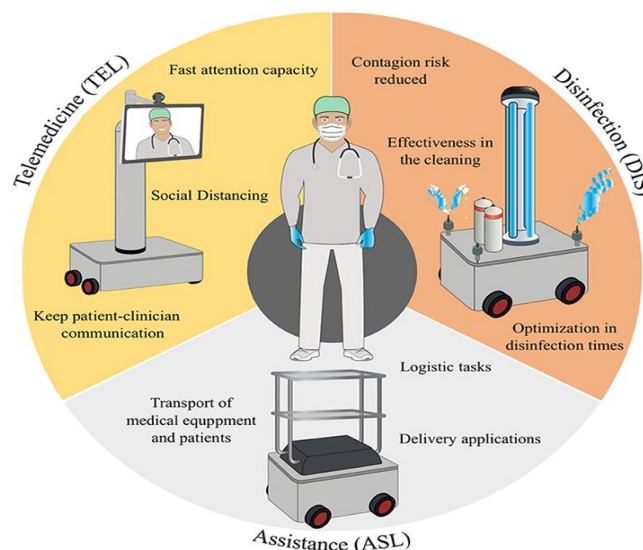 Telemedicine (TEL)
Fast attention capacity
Social Distancing
Keep patient-clinician
communication
Disinfection (DIS)
Contagion risk
reduced
Effectiveness in
the cleaning
Optimization in
disinfection times
Logistic tasks
Transport of
medical equppment
and patients
Delivery applications
Assistance (ASL)